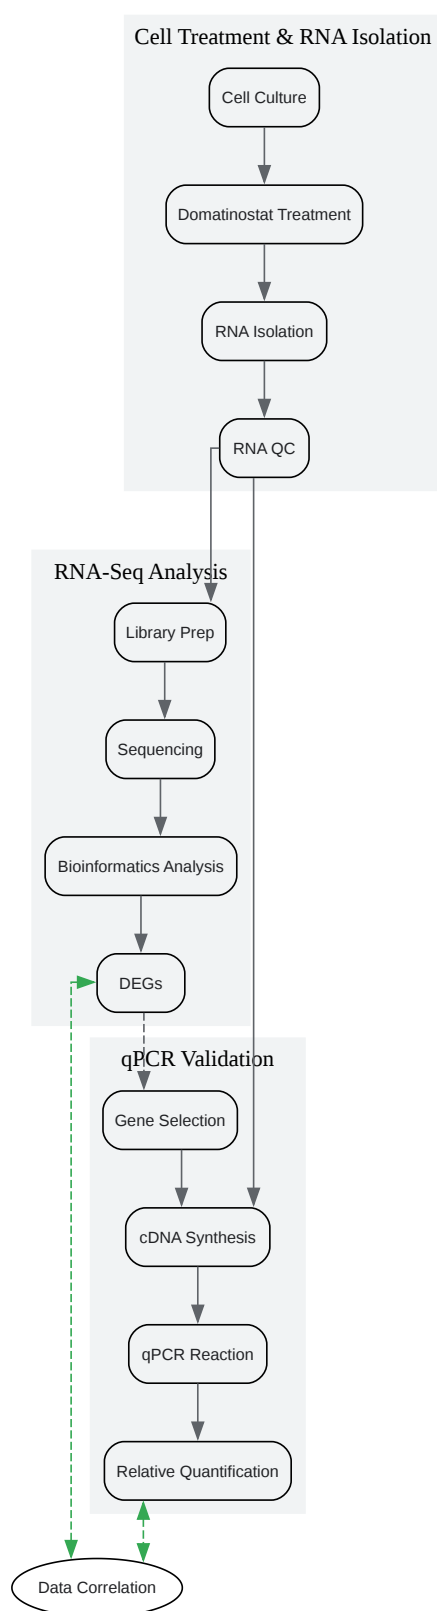 Cell Treatment & RNA Isolation
Cell Culture
Domatinostat Treatment
RNA Isolation
RNA QC
RNA-Seq Analysis
Library Prep
Sequencing
Bioinformatics Analysis
DEGs
qPCR Validation
Gene Selection
cDNA Synthesis
qPCR Reaction
Relative Quantification
Data Correlation